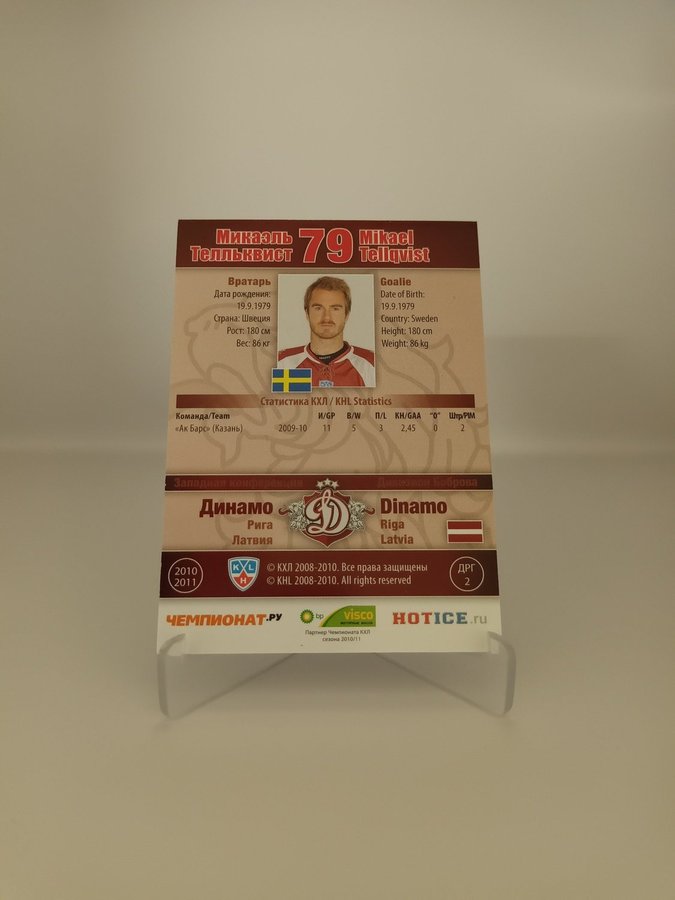 Микаэль 79 Mikael
Телльквист Tellqvist
Вратарь Goalie
Дата рождения: Date of Birth:
19.9.1979 19.9.1979
Страна: Швеция Country: Sweden
Рост: 180 см Height: 180 cm
Вес: 86 кг Weight: 86 kg
Статистика КХЛ / KHL Statistics
Команда/Team И/GP В/W П/L КН/GAA "0" Штр/PIM
«Ак Барс» (Казань) 2009-10 11 5 3 2,45 0 2
Западная конференция Дивизион Боброва
Динамо Dinamo
Рига Riga
Латвия Latvia
2010 2011 KHL © КХЛ 2008-2010. Все права защищены ДРГ
© KHL 2008-2010. All rights reserved 2
ЧЕМПИОНАТ.РУ bp visco HOTICE.ru
Партнер Чемпионата КХЛ
сезона 2010/11